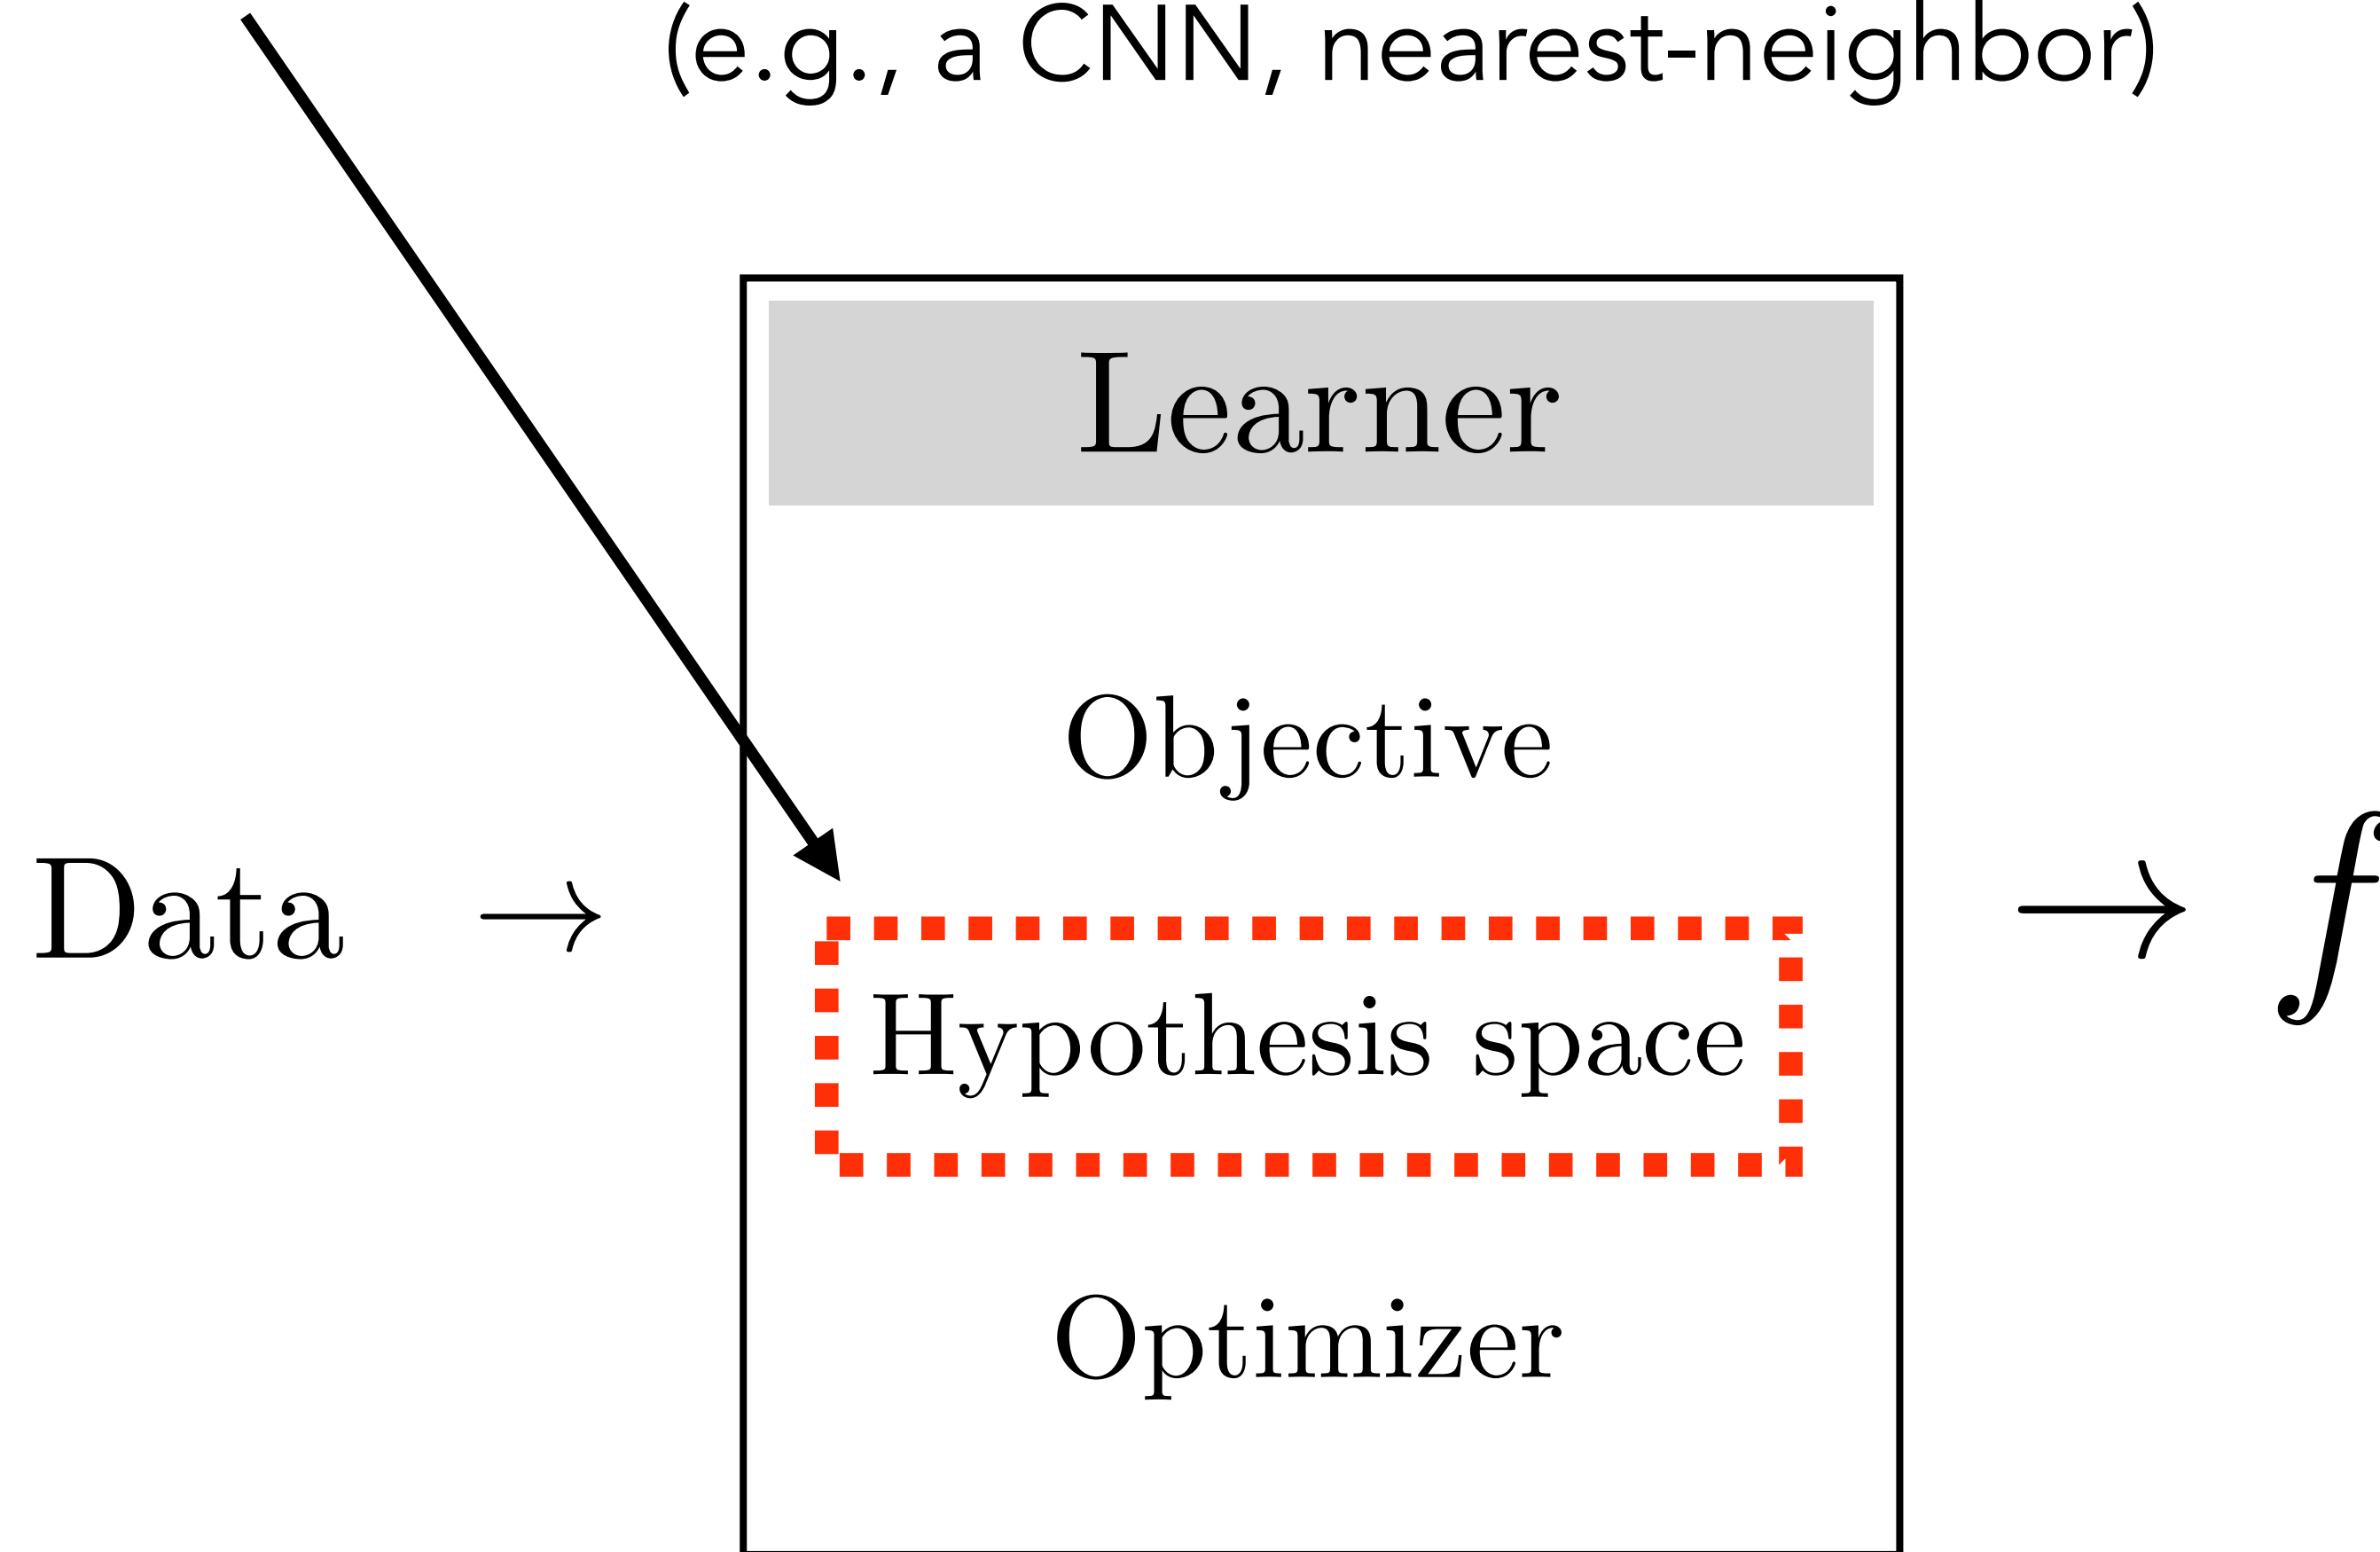 (e.g., a CNN, nearest-neighbor)
Learner
Objective
Data → → f
Hypothesis space
Optimizer